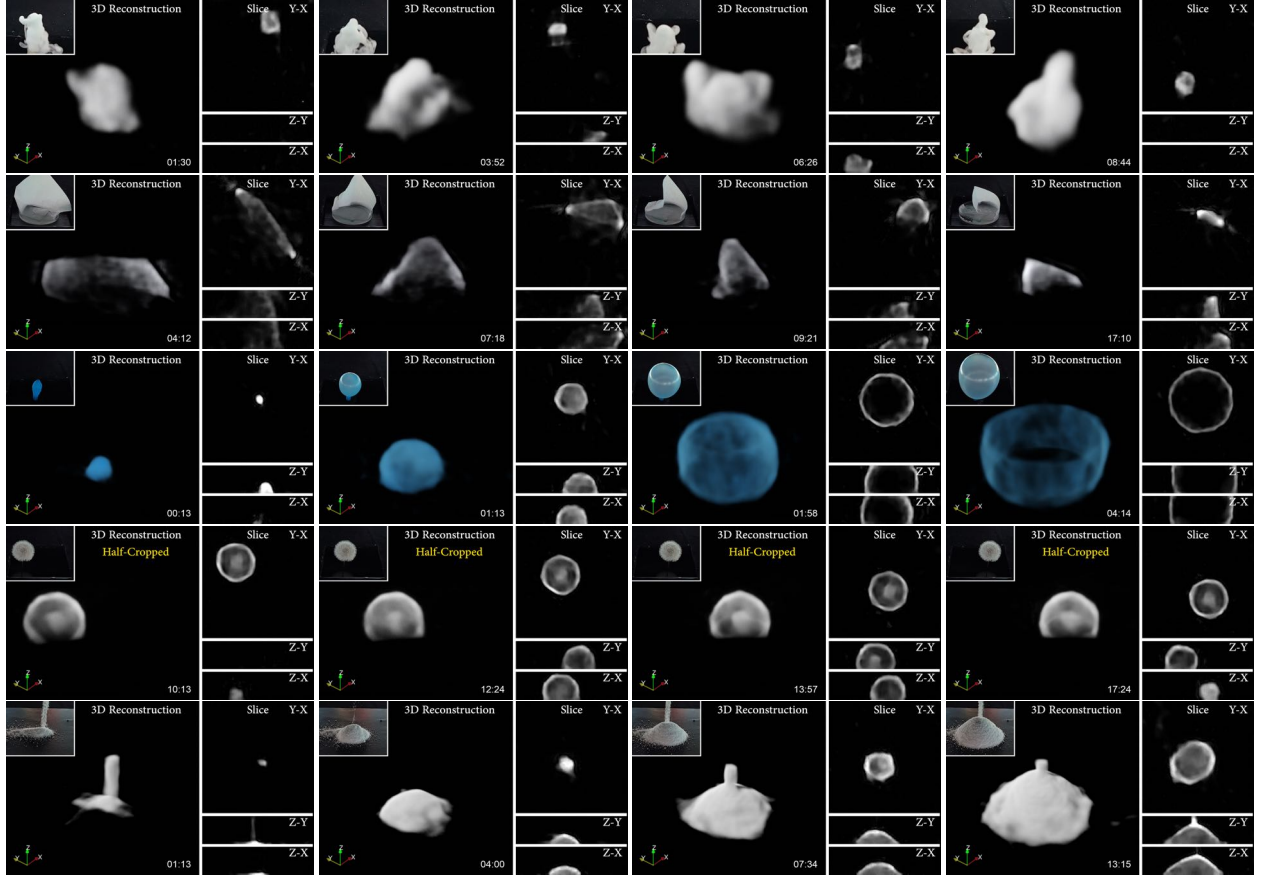 3D Reconstruction Slice Y-X Z-Y Z-X 01:30
3D Reconstruction Slice Y-X Z-Y Z-X 03:52
3D Reconstruction Slice Y-X Z-Y Z-X 06:26
3D Reconstruction Slice Y-X Z-Y Z-X 08:44
3D Reconstruction Slice Y-X Z-Y Z-X 04:12
3D Reconstruction Slice Y-X Z-Y Z-X 07:18
3D Reconstruction Slice Y-X Z-Y Z-X 09:21
3D Reconstruction Slice Y-X Z-Y Z-X 17:10
3D Reconstruction Slice Y-X Z-Y Z-X 00:13
3D Reconstruction Slice Y-X Z-Y Z-X 01:13
3D Reconstruction Slice Y-X Z-Y Z-X 01:58
3D Reconstruction Slice Y-X Z-Y Z-X 04:14
3D Reconstruction Slice Y-X Half-Cropped Z-Y Z-X 10:13
3D Reconstruction Slice Y-X Half-Cropped Z-Y Z-X 12:24
3D Reconstruction Slice Y-X Half-Cropped Z-Y Z-X 13:57
3D Reconstruction Slice Y-X Half-Cropped Z-Y Z-X 17:24
3D Reconstruction Slice Y-X Z-Y Z-X 01:13
3D Reconstruction Slice Y-X Z-Y Z-X 04:00
3D Reconstruction Slice Y-X Z-Y Z-X 07:34
3D Reconstruction Slice Y-X Z-Y Z-X 13:15